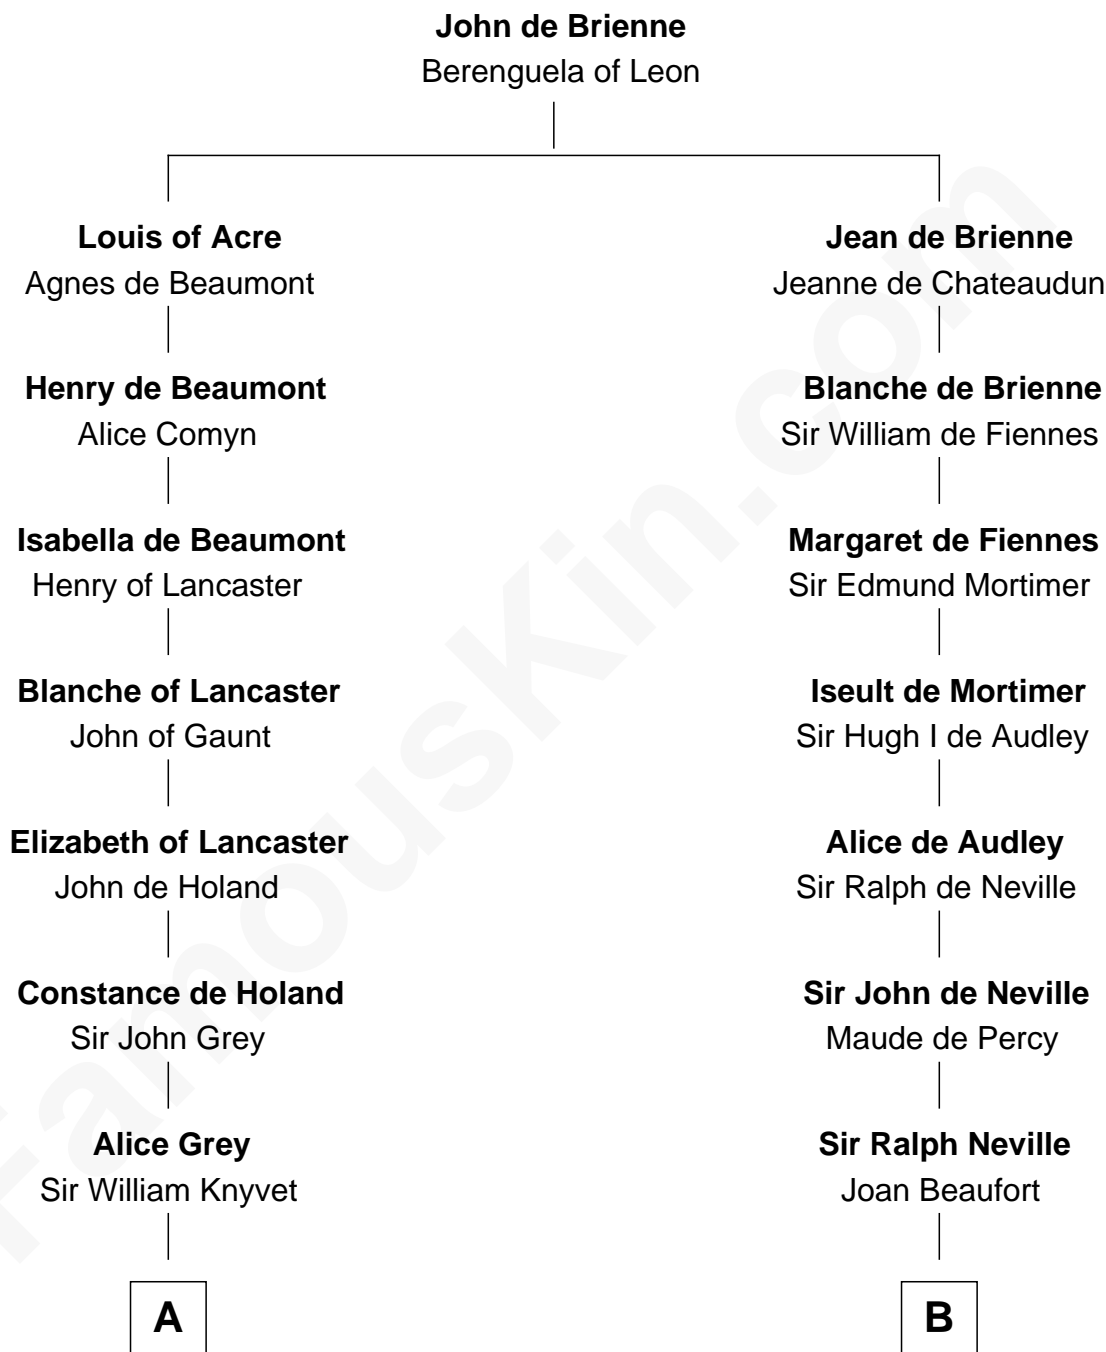 John de Brienne
Berenguela of Leon
Louis of Acre
Agnes de Beaumont
Henry de Beaumont
Alice Comyn
Isabella de Beaumont
Henry of Lancaster
Blanche of Lancaster
John of Gaunt
Elizabeth of Lancaster
John de Holand
Constance de Holand
Sir John Grey
Alice Grey
Sir William Knyvet
A
Jean de Brienne
Jeanne de Chateaudun
Blanche de Brienne
Sir William de Fiennes
Margaret de Fiennes
Sir Edmund Mortimer
Iseult de Mortimer
Sir Hugh I de Audley
Alice de Audley
Sir Ralph de Neville
Sir John de Neville
Maude de Percy
Sir Ralph Neville
Joan Beaufort
B
FamousKin.com